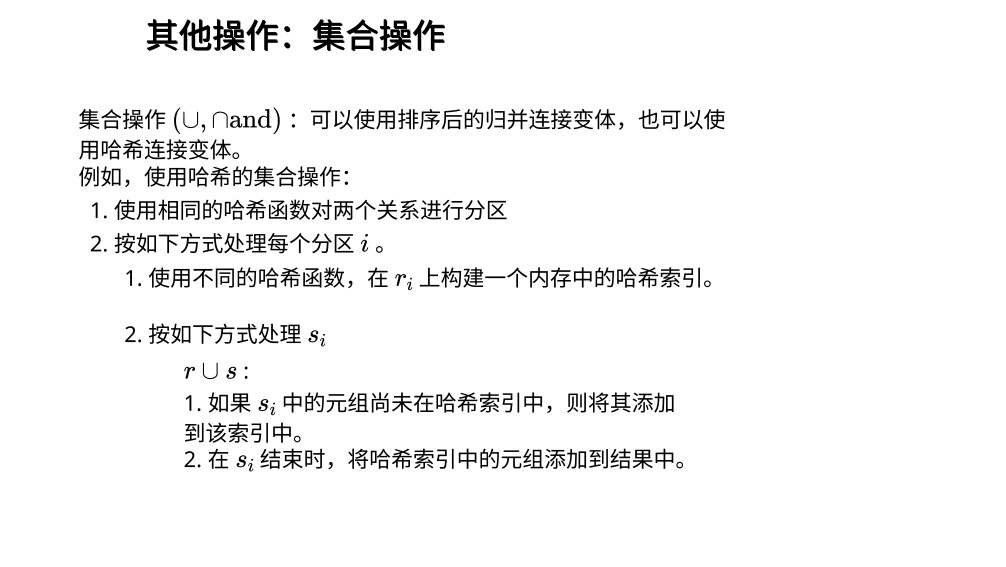 其他操作：集合操作
集合操作 (∪, ∩and)：可以使用排序后的归并连接变体，也可以使
用哈希连接变体。
例如，使用哈希的集合操作：
1. 使用相同的哈希函数对两个关系进行分区
2. 按如下方式处理每个分区 i 。
1. 使用不同的哈希函数，在 rᵢ 上构建一个内存中的哈希索引。
2. 按如下方式处理 sᵢ
r ∪ s：
1. 如果 sᵢ 中的元组尚未在哈希索引中，则将其添加
到该索引中。
2. 在 sᵢ 结束时，将哈希索引中的元组添加到结果中。